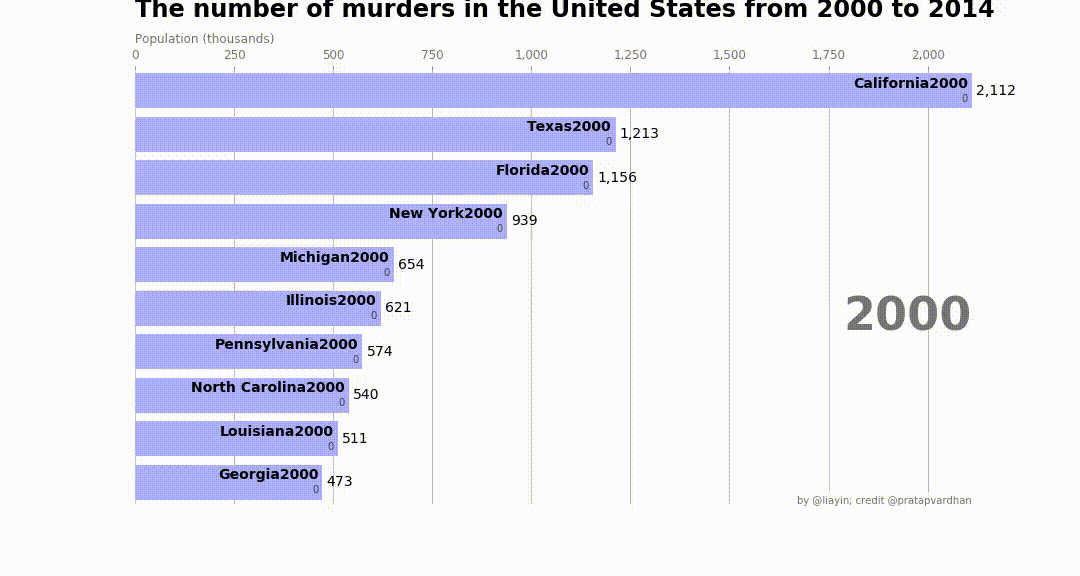 The number of murders in the United States from 2000 to 2014
Population (thousands)
0 250 500 750 1,000 1,250 1,500 1,750 2,000
California2000
0
2,112
Texas2000
0
1,213
Florida2000
0
1,156
New York2000
0
939
Michigan2000
0
654
Illinois2000
0
621
2000
Pennsylvania2000
0
574
North Carolina2000
0
540
Louisiana2000
0
511
Georgia2000
0
473
by @liayin; credit @pratapvardhan